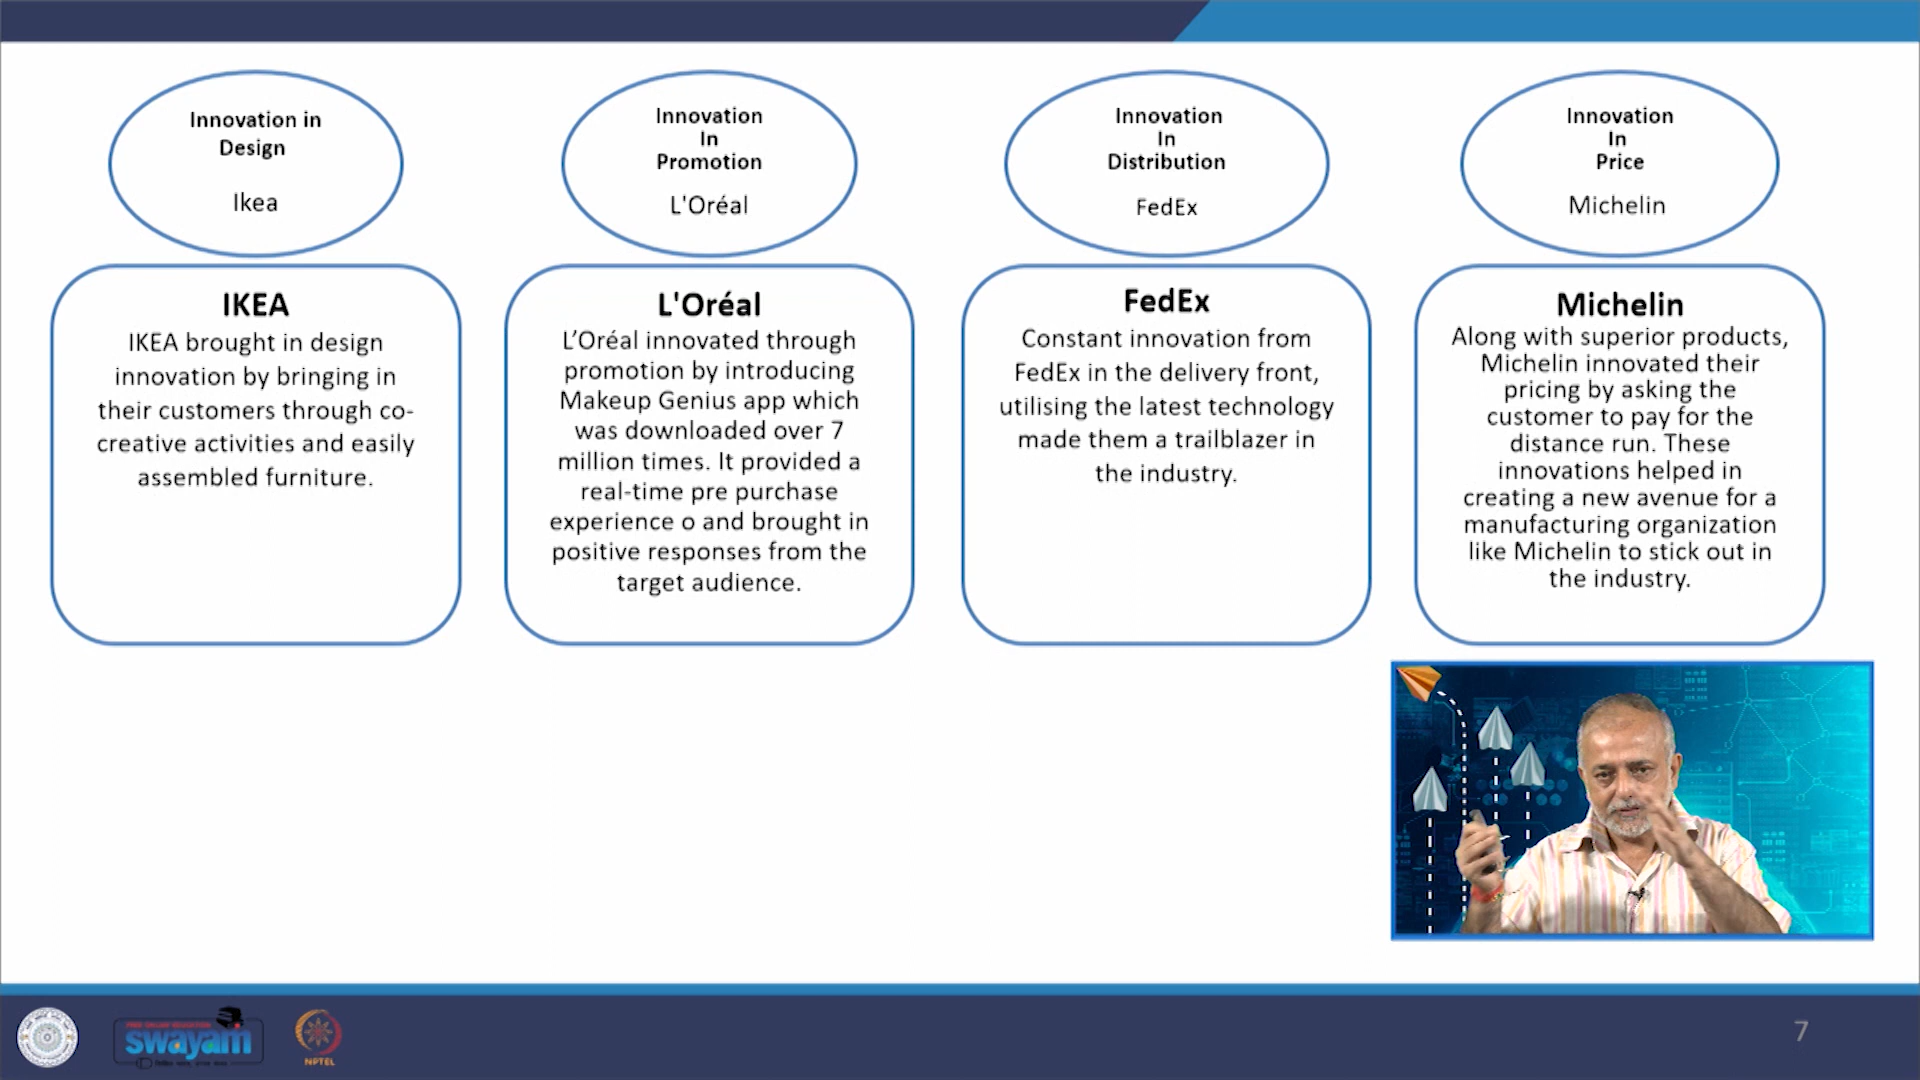 Innovation in
Design
Ikea
Innovation
In
Promotion
L'Oréal
Innovation
In
Distribution
FedEx
Innovation
In
Price
Michelin
IKEA
IKEA brought in design
innovation by bringing in
their customers through co-
creative activities and easily
assembled furniture.
L'Oréal
L’Oréal innovated through
promotion by introducing
Makeup Genius app which
was downloaded over 7
million times. It provided a
real-time pre purchase
experience o and brought in
positive responses from the
target audience.
FedEx
Constant innovation from
FedEx in the delivery front,
utilising the latest technology
made them a trailblazer in
the industry.
Michelin
Along with superior products,
Michelin innovated their
pricing by asking the
customer to pay for the
distance run. These
innovations helped in
creating a new avenue for a
manufacturing organization
like Michelin to stick out in
the industry.
swayam
NPTEL
7